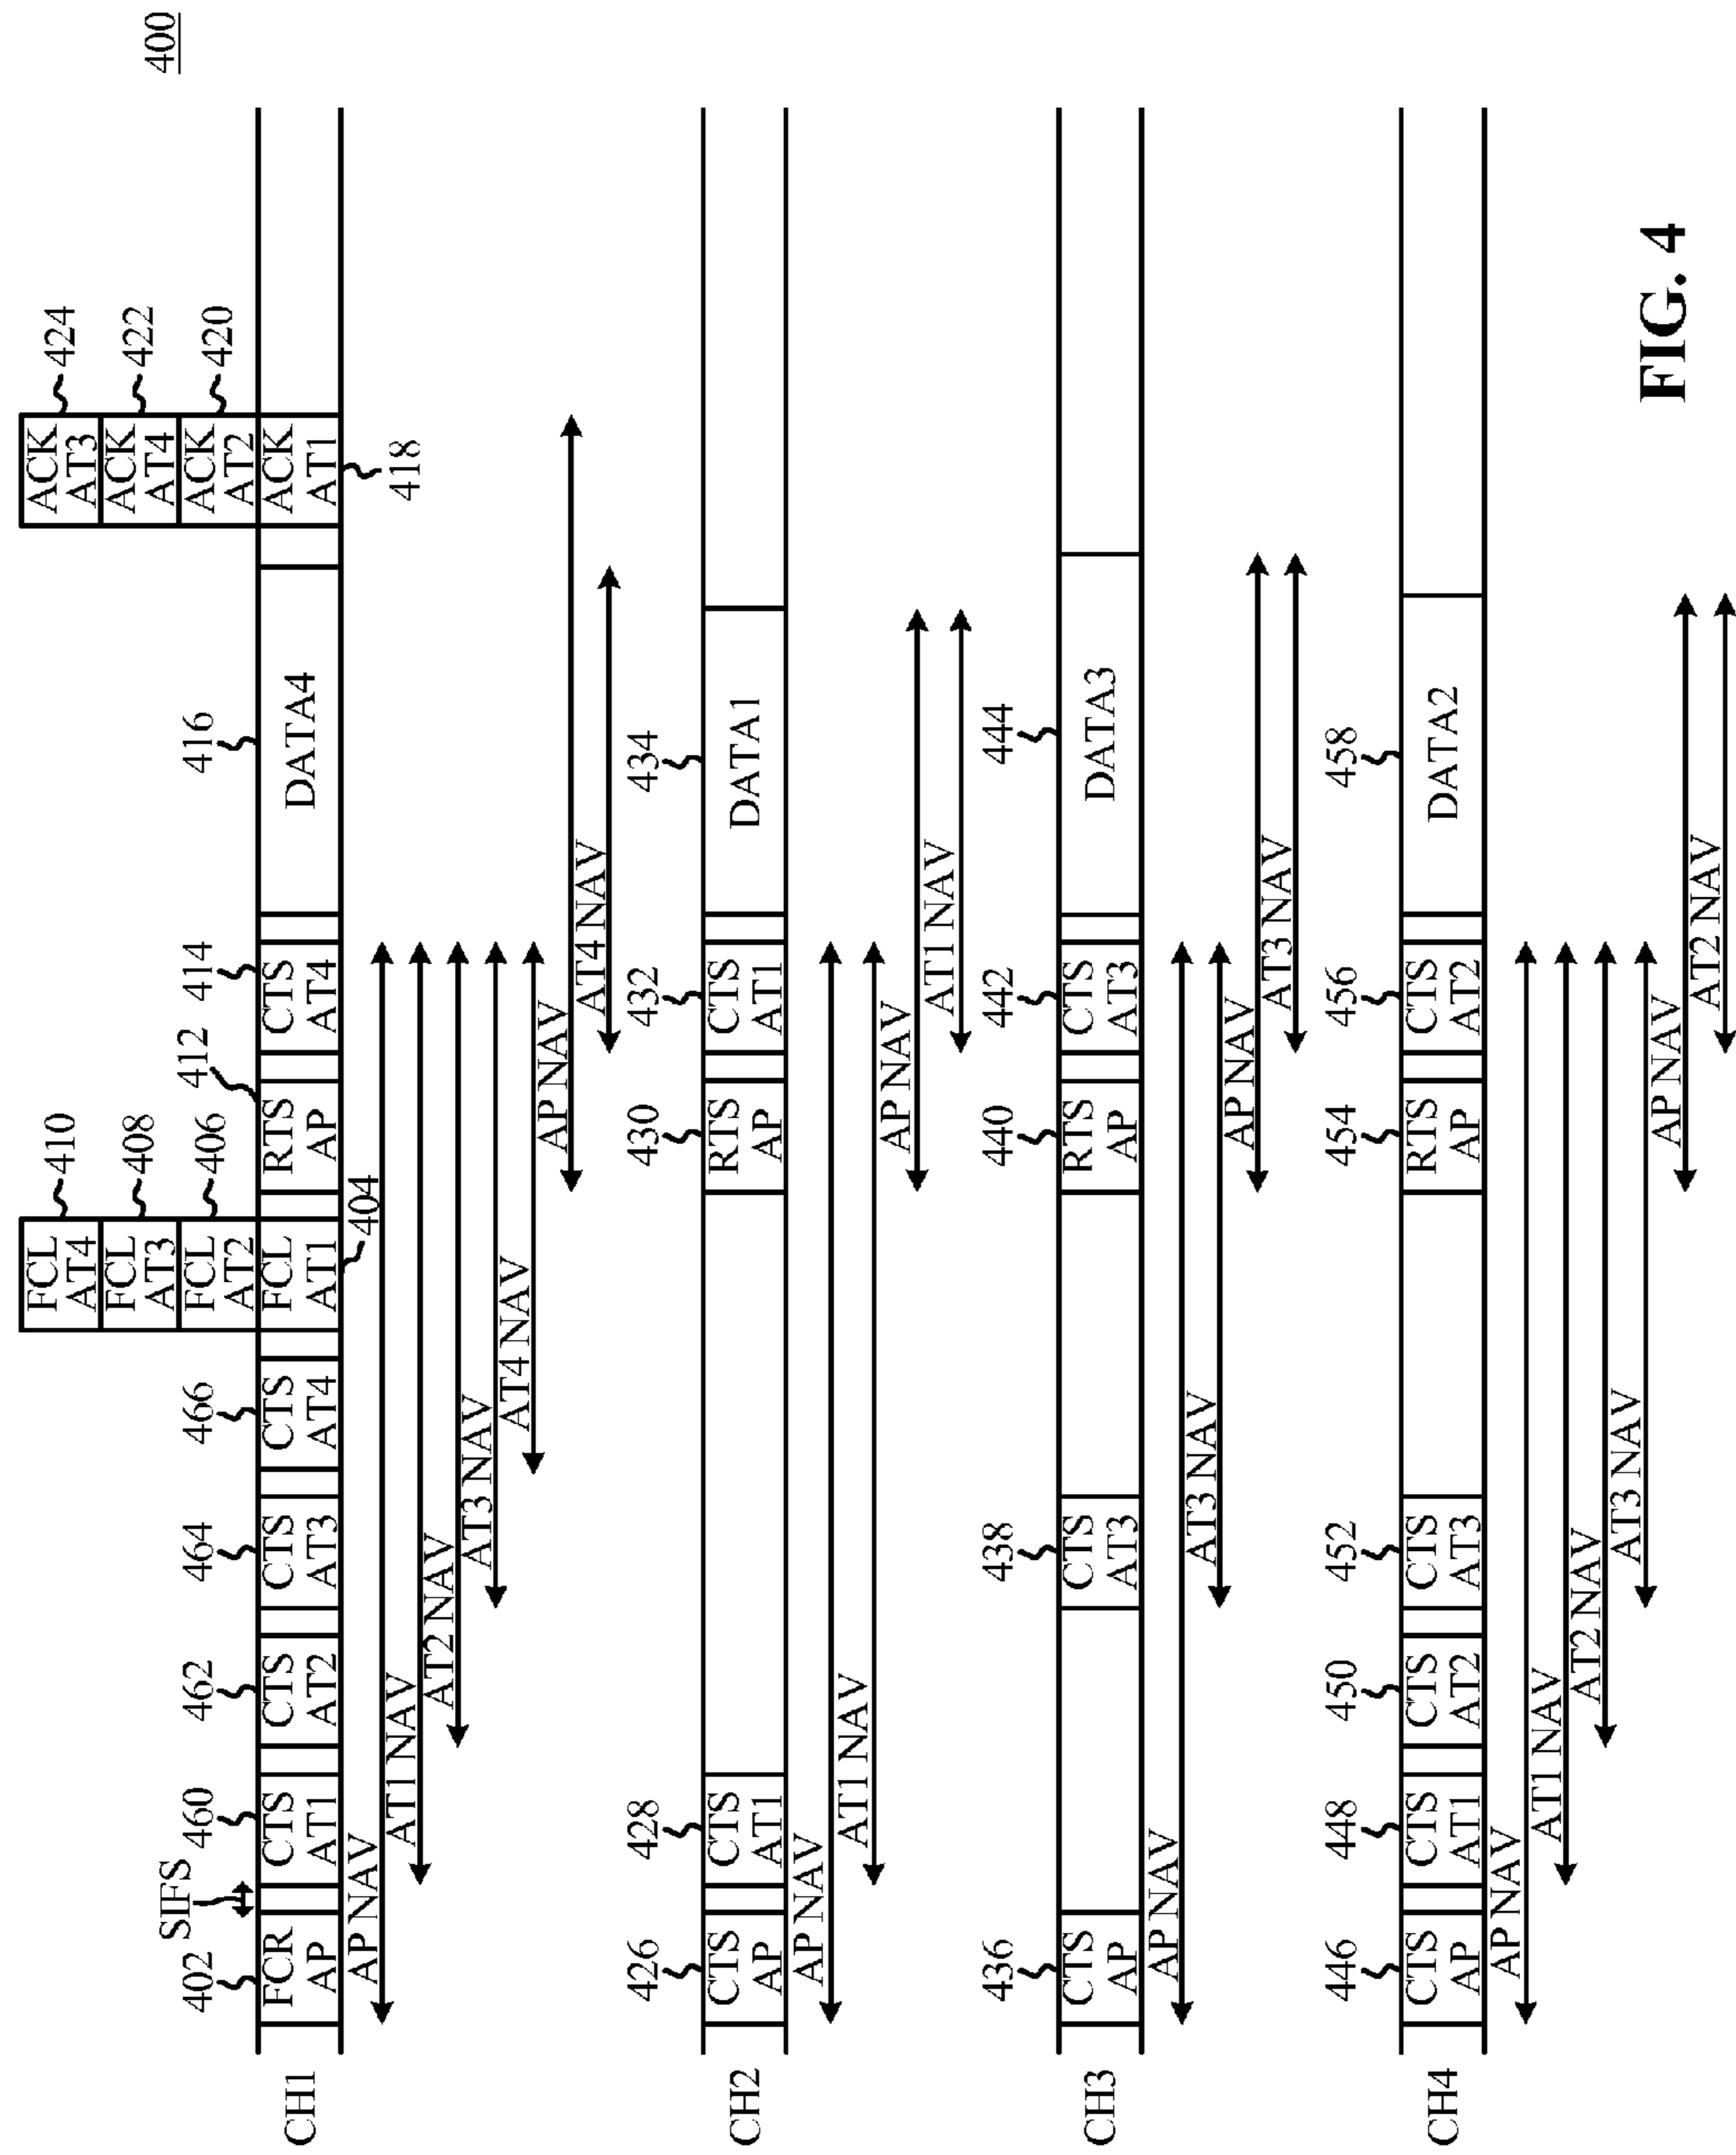 400
424
422
420
ACK
AT3
ACK
AT4
ACK
AT2
ACK
AT1
418
410
408
406
FCL
AT4
FCL
AT3
FCL
AT2
FCL
AT1
404
CH1
402
SIFS
460
462
464
466
412
414
416
FCR
AP
CTS
AT1
CTS
AT2
CTS
AT3
CTS
AT4
RTS
AP
CTS
AT4
DATA4
AP NAV
AT1 NAV
AT2 NAV
AT3 NAV
AT4 NAV
AP NAV
AT4 NAV
CH2
426
428
430
432
434
CTS
AP
CTS
AT1
RTS
AP
CTS
AT1
DATA1
AP NAV
AT1 NAV
AP NAV
AT1 NAV
CH3
436
438
440
442
444
CTS
AP
CTS
AT3
RTS
AP
CTS
AT3
DATA3
AP NAV
AT3 NAV
AP NAV
AT3 NAV
CH4
446
448
450
452
454
456
458
CTS
AP
CTS
AT1
CTS
AT2
CTS
AT3
RTS
AP
CTS
AT2
DATA2
AP NAV
AT1 NAV
AT2 NAV
AT3 NAV
AP NAV
AT2 NAV
FIG. 4